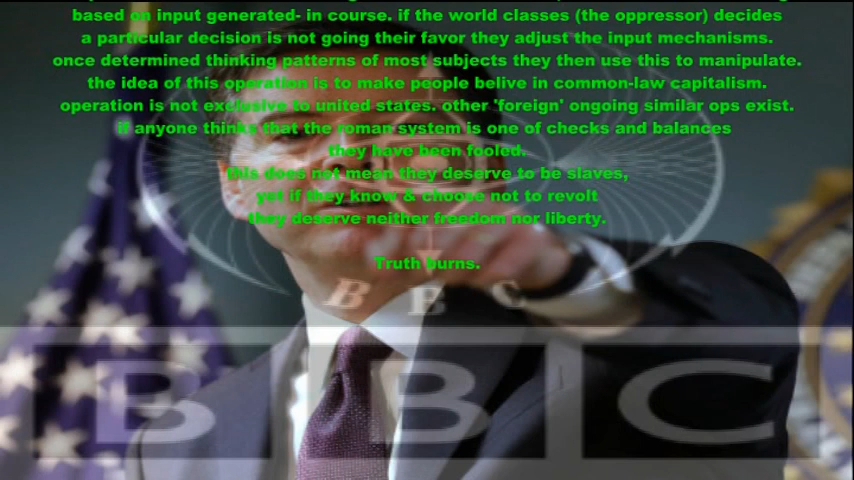 based on input generated- in course. if the world classes (the oppressor) decides
a particular decision is not going their favor they adjust the input mechanisms.
once determined thinking patterns of most subjects they then use this to manipulate.
the idea of this operation is to make people belive in common-law capitalism.
operation is not exclusive to united states. other 'foreign' ongoing similar ops exist.
if anyone thinks that the roman system is one of checks and balances
they have been fooled.
this does not mean they deserve to be slaves,
yet if they know & choose not to revolt
they deserve neither freedom nor liberty.
Truth burns.
B B C
B B C